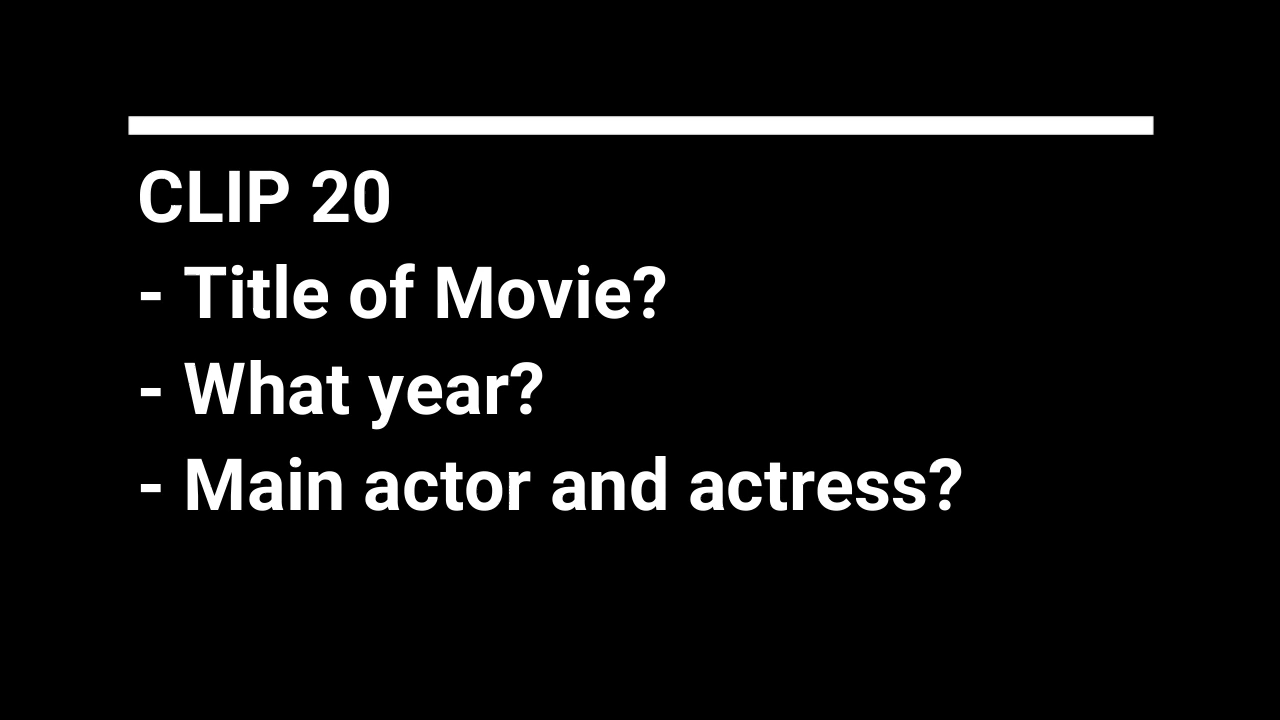 CLIP 20
- Title of Movie?
- What year?
- Main actor and actress?